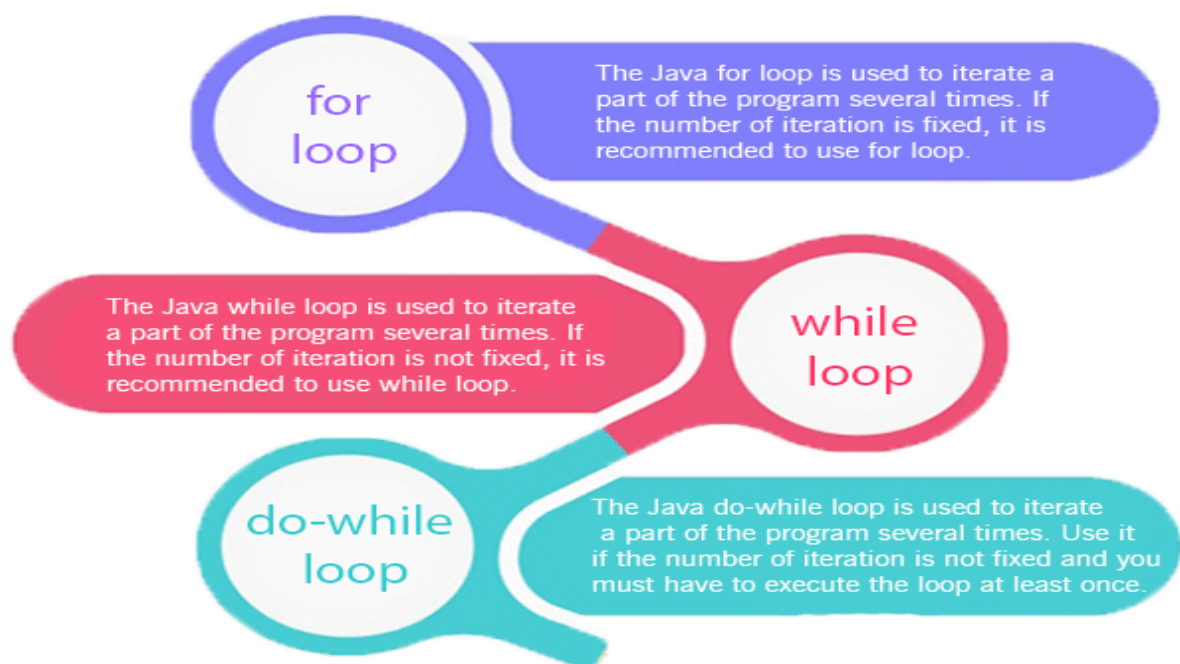 for
loop
The Java for loop is used to iterate a
part of the program several times. If
the number of iteration is fixed, it is
recommended to use for loop.
The Java while loop is used to iterate
a part of the program several times. If
the number of iteration is not fixed, it is
recommended to use while loop.
while
loop
do-while
loop
The Java do-while loop is used to iterate
a part of the program several times. Use it
if the number of iteration is not fixed and you
must have to execute the loop at least once.